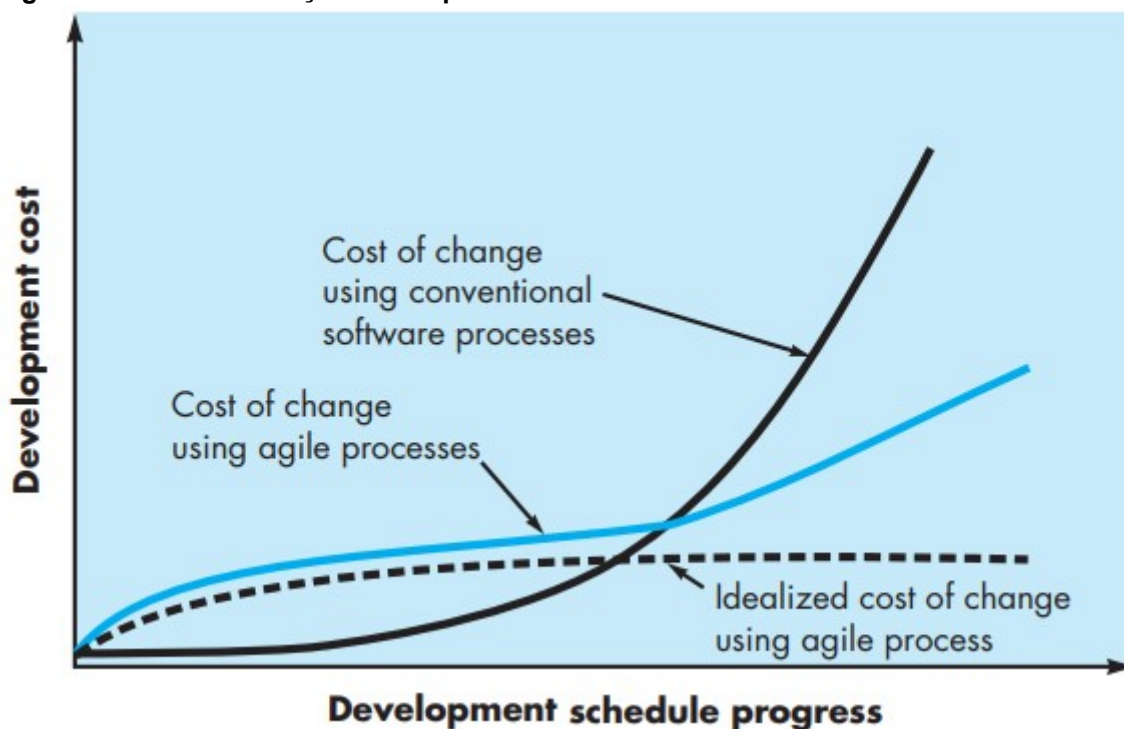 Development cost
Cost of change
using conventional
software processes
Cost of change
using agile processes
Idealized cost of change
using agile process
Development schedule progress